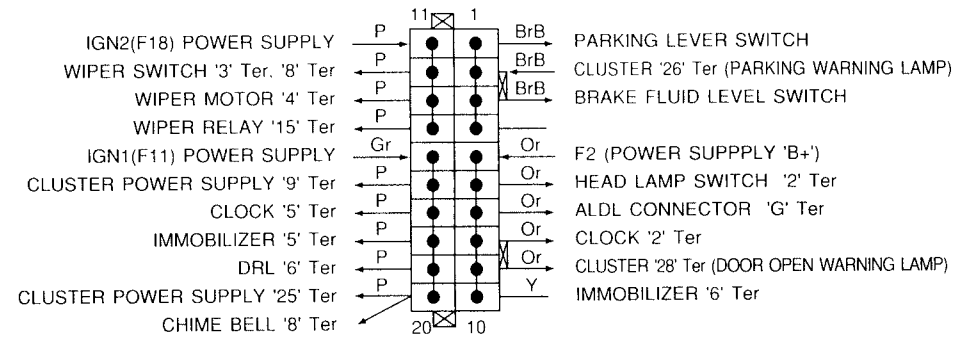 11 1
IGN2(F18) POWER SUPPLY P BrB PARKING LEVER SWITCH
WIPER SWITCH '3' Ter. '8' Ter P BrB CLUSTER '26' Ter (PARKING WARNING LAMP)
WIPER MOTOR '4' Ter P BrB BRAKE FLUID LEVEL SWITCH
WIPER RELAY '15' Ter P
IGN1(F11) POWER SUPPLY Gr Or F2 (POWER SUPPPLY 'B+')
CLUSTER POWER SUPPLY '9' Ter P Or HEAD LAMP SWITCH '2' Ter
CLOCK '5' Ter P Or ALDL CONNECTOR 'G' Ter
IMMOBILIZER '5' Ter P Or CLOCK '2' Ter
DRL '6' Ter P Or CLUSTER '28' Ter (DOOR OPEN WARNING LAMP)
CLUSTER POWER SUPPLY '25' Ter P Y IMMOBILIZER '6' Ter
CHIME BELL '8' Ter 20 10